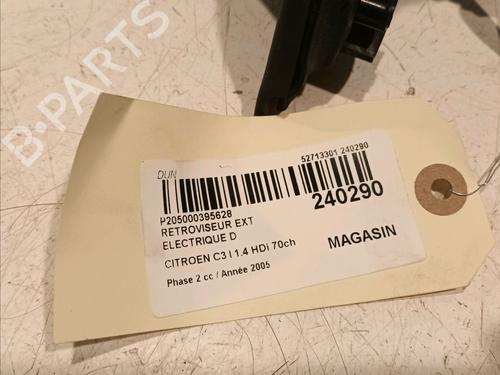 B-PARTS
DUN
52713301 240290
P205000395628
240290
RETROVISEUR EXT
ELECTRIQUE D
MAGASIN
CITROEN C3 I 1.4 HDi 70ch
Phase 2 cc / Année 2005